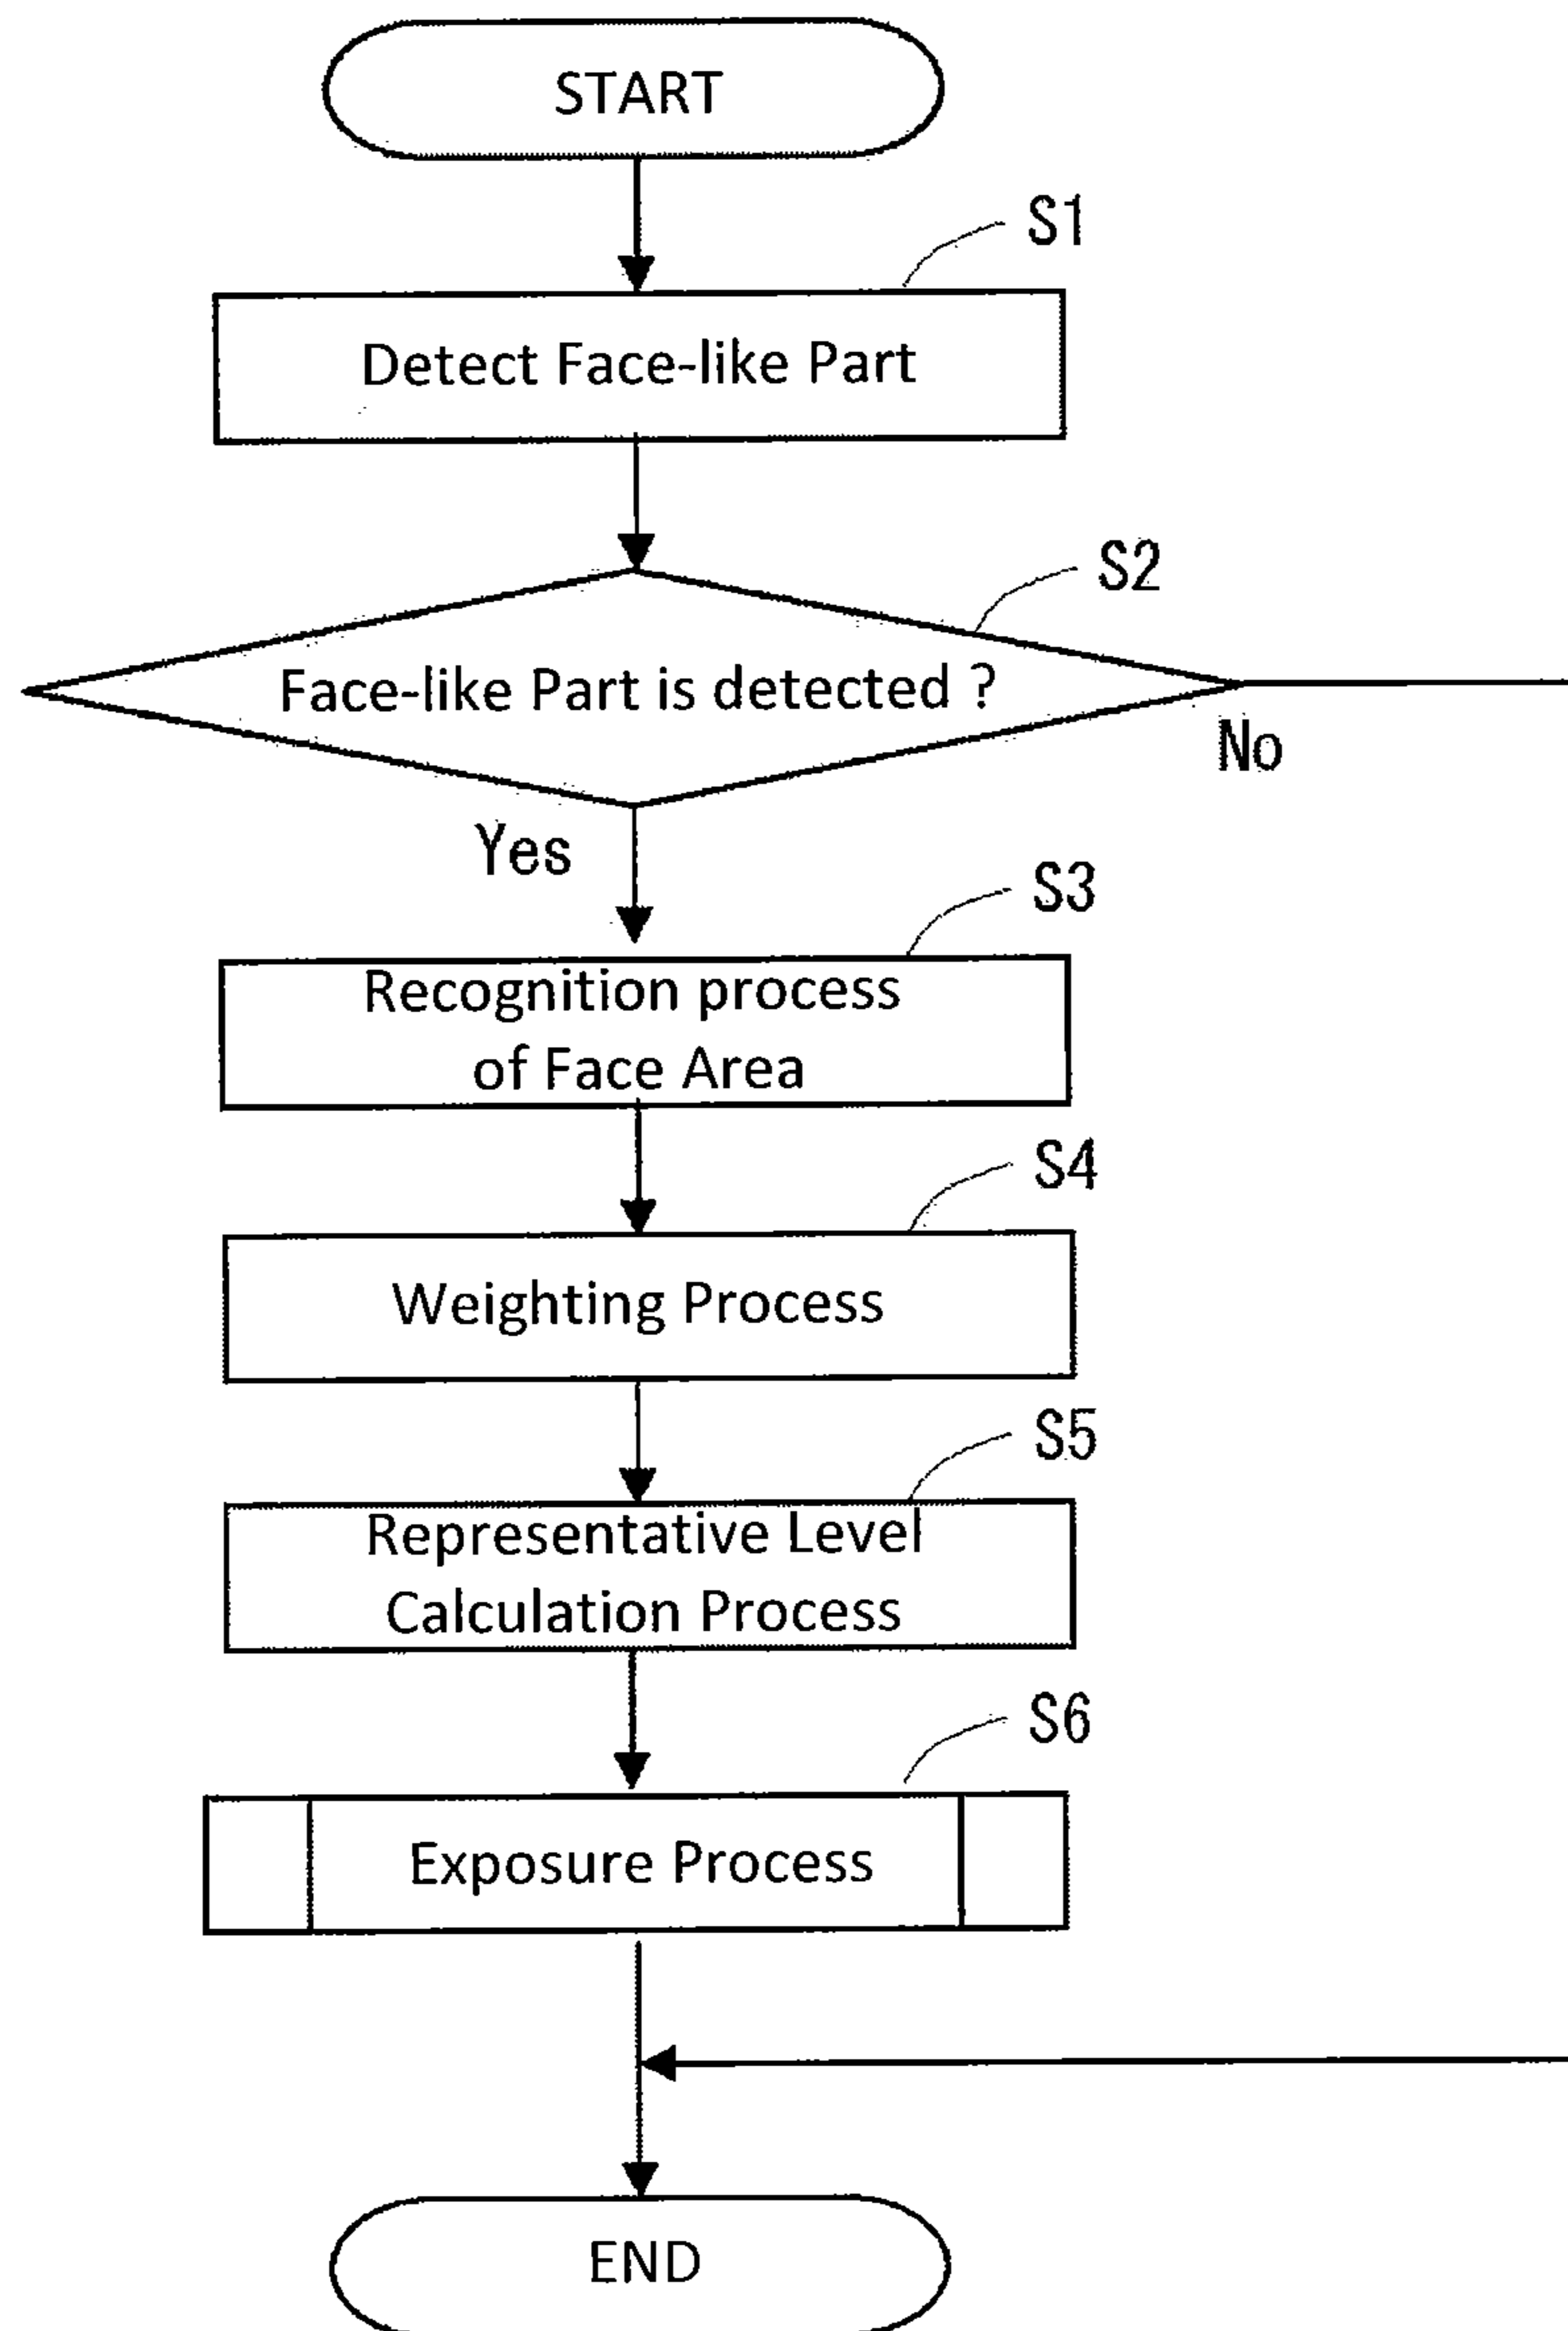 START
S1
Detect Face-like Part
S2
Face-like Part is detected ?
No
Yes
S3
Recognition process
of Face Area
S4
Weighting Process
S5
Representative Level
Calculation Process
S6
Exposure Process
END